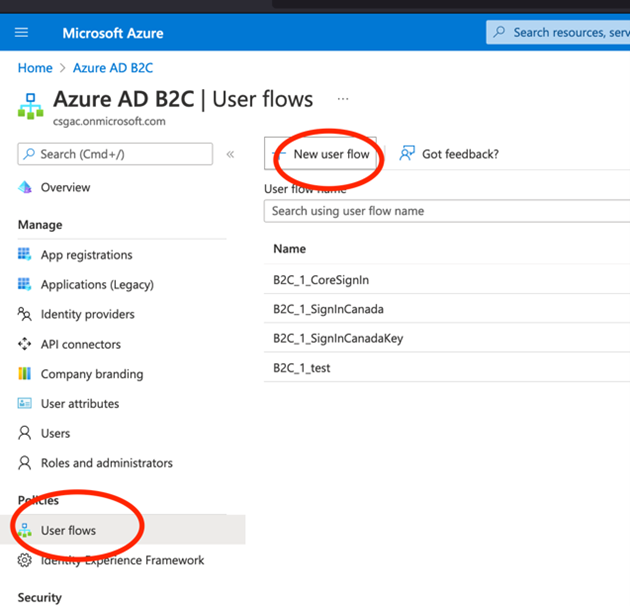 Microsoft Azure
Search resources, serv
Home > Azure AD B2C
Azure AD B2C | User flows ...
csgac.onmicrosoft.com
Search (Cmd+/)
«
+ New user flow
Got feedback?
Overview
User flow name
Search using user flow name
Manage
Name
App registrations
B2C_1_CoreSignIn
Applications (Legacy)
B2C_1_SignInCanada
Identity providers
B2C_1_SignInCanadaKey
API connectors
B2C_1_test
Company branding
User attributes
Users
Roles and administrators
Policies
User flows
Identity Experience Framework
Security